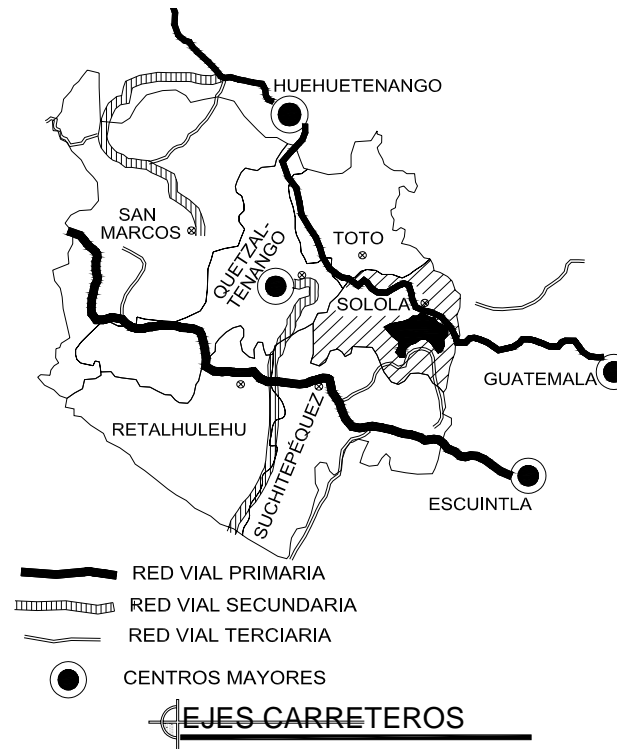 HUEHUETENANGO
SAN
MARCOS
QUETZAL-
TENANGO
TOTO
SOLOLA
GUATEMALA
RETALHULEHU
SUCHITEPÉQUEZ
ESCUINTLA
RED VIAL PRIMARIA
RED VIAL SECUNDARIA
RED VIAL TERCIARIA
CENTROS MAYORES
EJES CARRETEROS